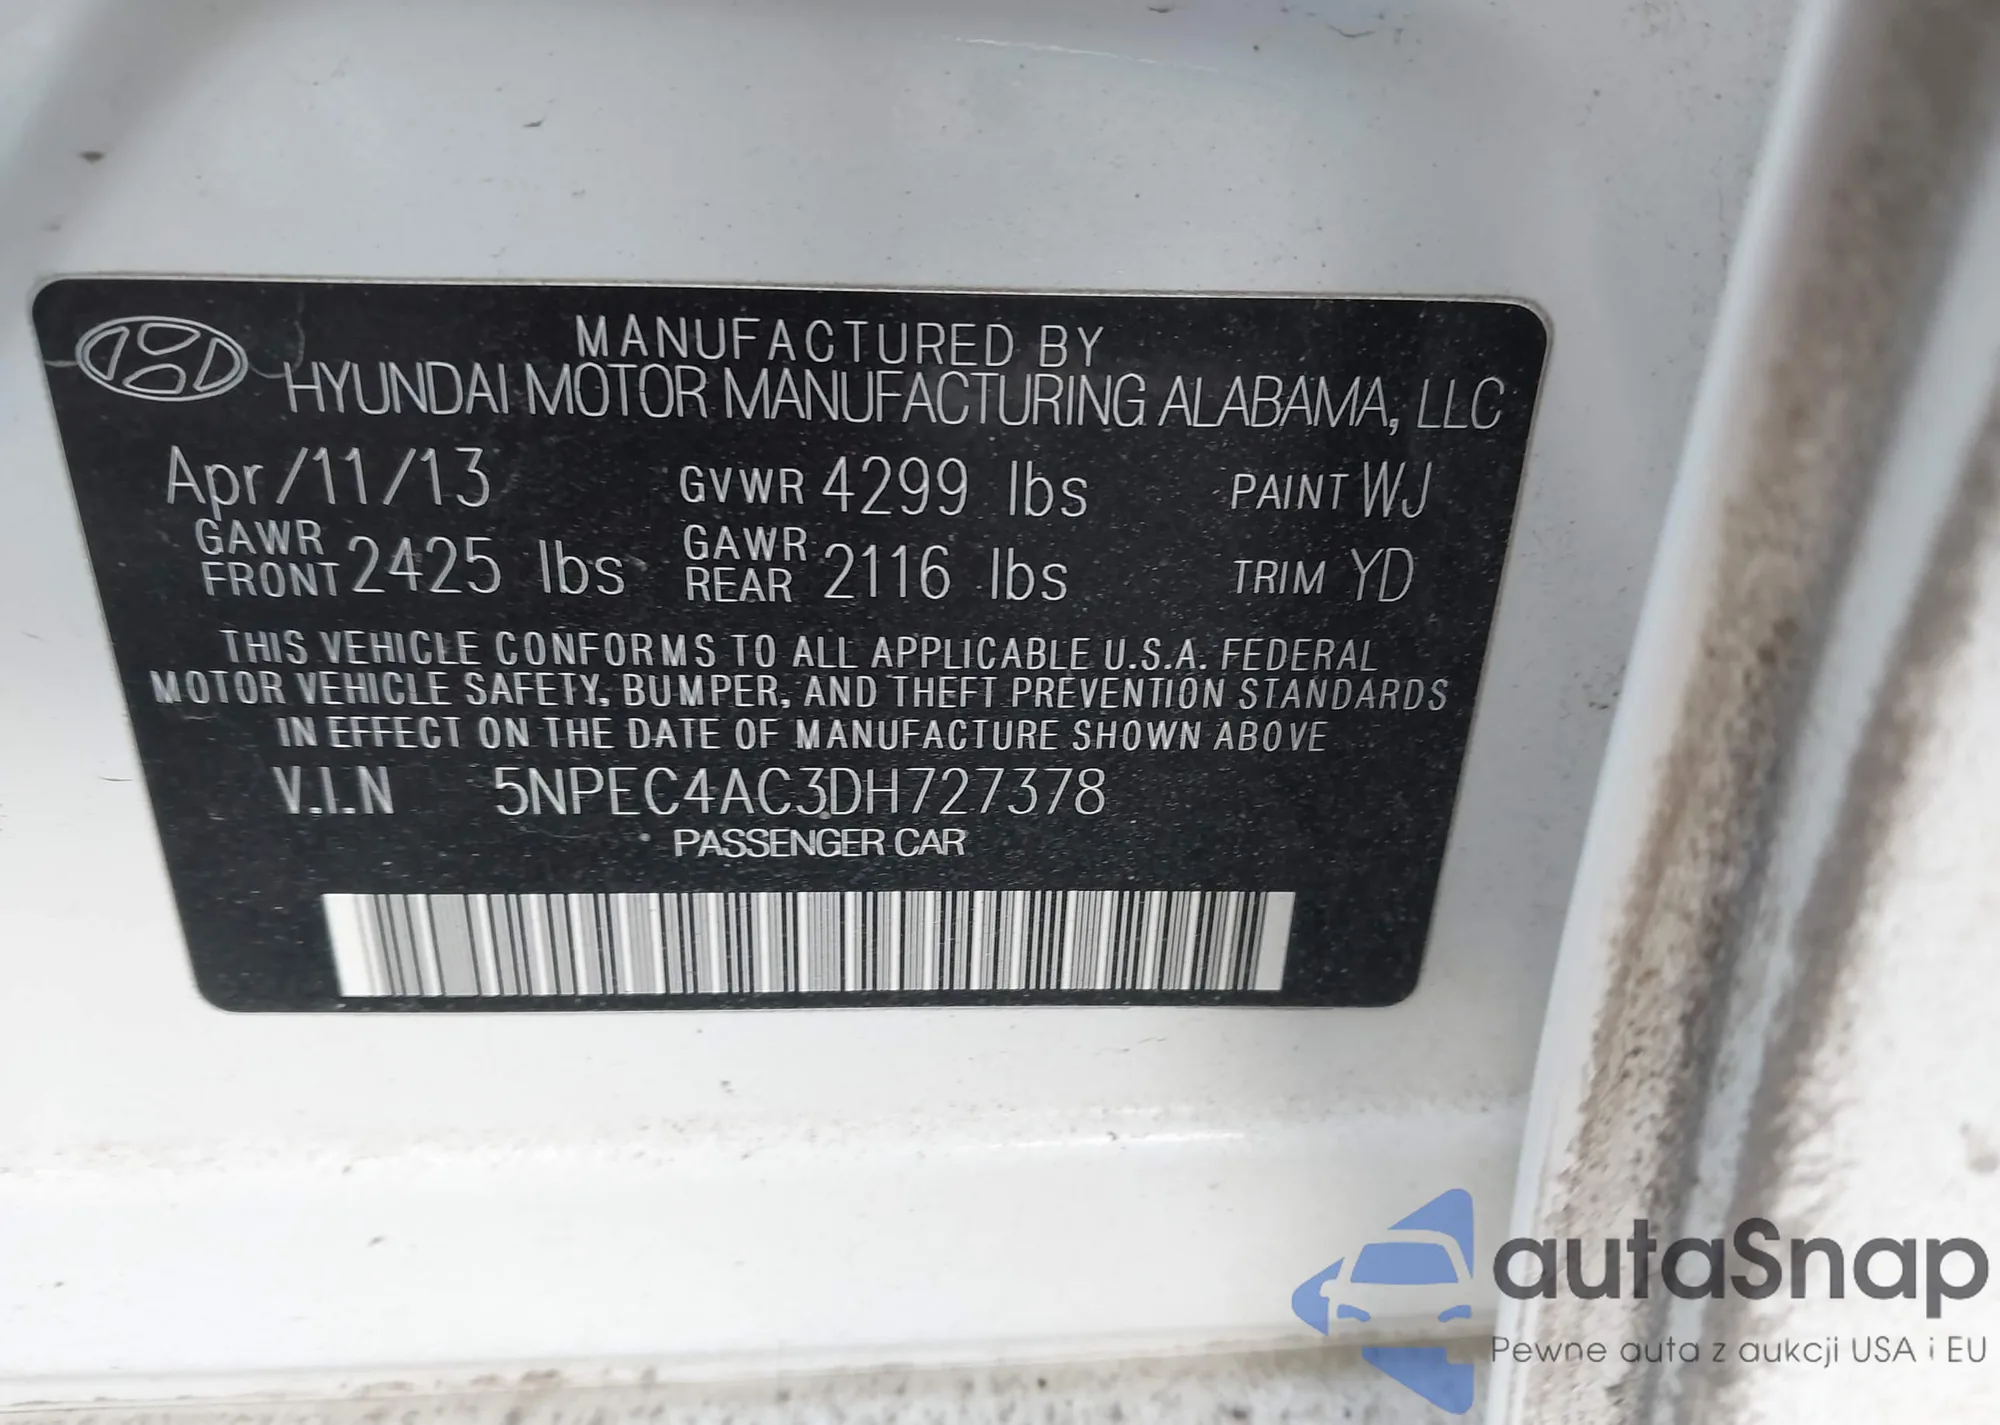 MANUFACTURED BY
HYUNDAI MOTOR MANUFACTURING ALABAMA, LLC
Apr/11/13 GVWR 4299 lbs PAINT WJ
GAWR FRONT 2425 lbs GAWR REAR 2116 lbs TRIM YD
THIS VEHICLE CONFORMS TO ALL APPLICABLE U.S.A. FEDERAL
MOTOR VEHICLE SAFETY, BUMPER, AND THEFT PREVENTION STANDARDS
IN EFFECT ON THE DATE OF MANUFACTURE SHOWN ABOVE
V.I.N 5NPEC4AC3DH727378
PASSENGER CAR
autaSnap
Pewne auta z aukcji USA i EU